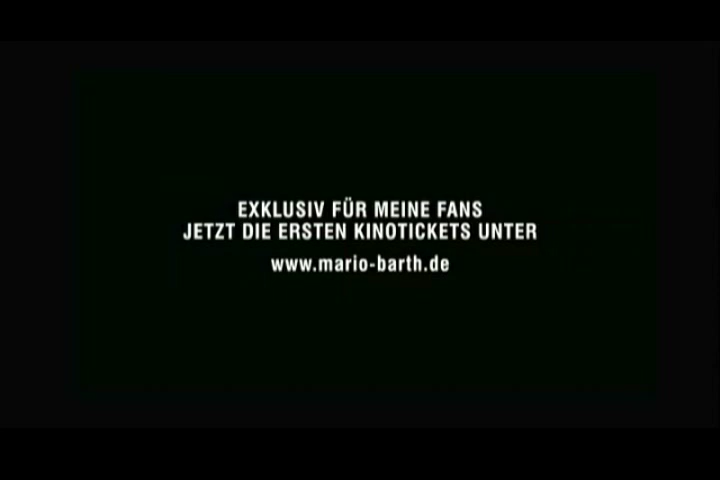 EXKLUSIV FÜR MEINE FANS
JETZT DIE ERSTEN KINOTICKETS UNTER
www.mario-barth.de